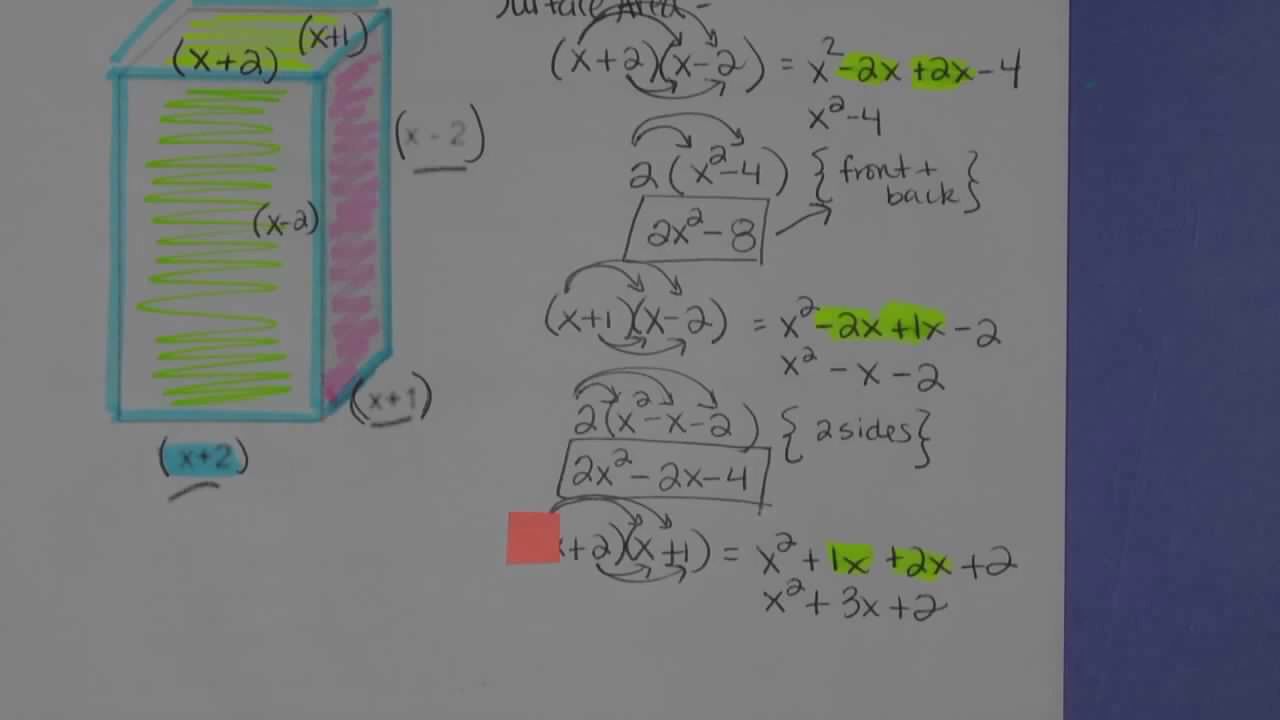 Surface Area -
(x+1)
(x+2)
(x+2)(x-2) = x²-2x +2x-4
x²-4
(x - 2)
2(x²-4) {front +
back}
(x-2)
2x²-8
(x+1)(x-2) = x²-2x+1x-2
x²-x-2
(x+1)
2(x²-x-2) {2 sides}
(x+2)
2x²-2x-4
+2)(x+1) = x²+1x +2x+2
x²+3x+2